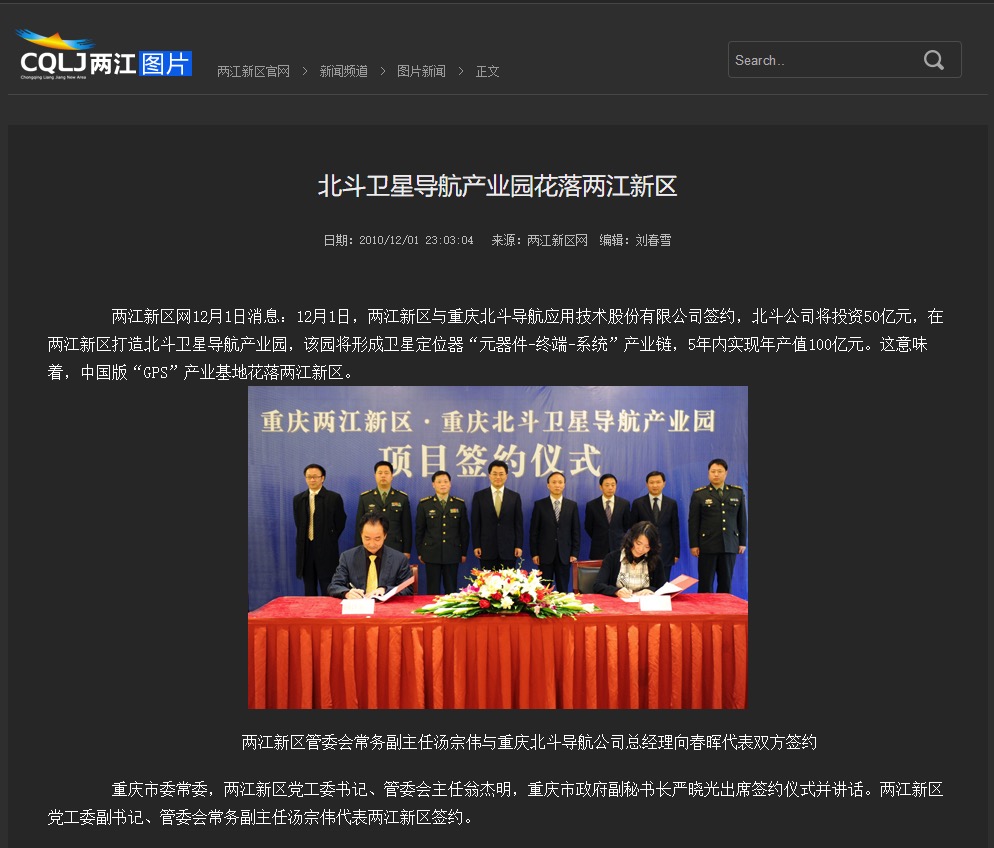 CQLJ两江图片
Chongqing Liang Jiang New Area
两江新区官网 > 新闻频道 > 图片新闻 > 正文
Search..
北斗卫星导航产业园花落两江新区
日期：2010/12/01 23:03:04 来源：两江新区网 编辑：刘春雪
两江新区网12月1日消息：12月1日，两江新区与重庆北斗导航应用技术股份有限公司签约，北斗公司将投资50亿元，在
两江新区打造北斗卫星导航产业园，该园将形成卫星定位器“元器件-终端-系统”产业链，5年内实现年产值100亿元。这意味
着，中国版“GPS”产业基地花落两江新区。
重庆两江新区·重庆北斗卫星导航产业园
项目签约仪式
两江新区管委会常务副主任汤宗伟与重庆北斗导航公司总经理向春晖代表双方签约
重庆市委常委，两江新区党工委书记、管委会主任翁杰明，重庆市政府副秘书长严晓光出席签约仪式并讲话。两江新区
党工委副书记、管委会常务副主任汤宗伟代表两江新区签约。